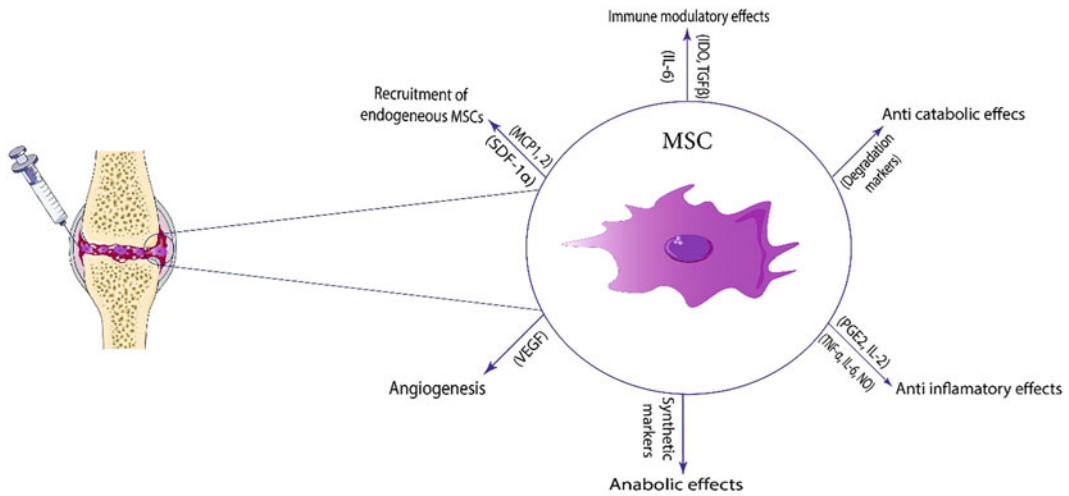 Immune modulatory effects
(IL-6)
(IDO, TGFβ)
Recruitment of
endogeneous MSCs
(MCP1, 2)
(SDF-1α)
MSC
Anti catabolic effecs
(Degradation
markers)
(VEGF)
Angiogenesis
(PGE2, IL-2)
(TNF-α, IL-6, NO)
Anti inflamatory effects
Synthetic
markers
Anabolic effects